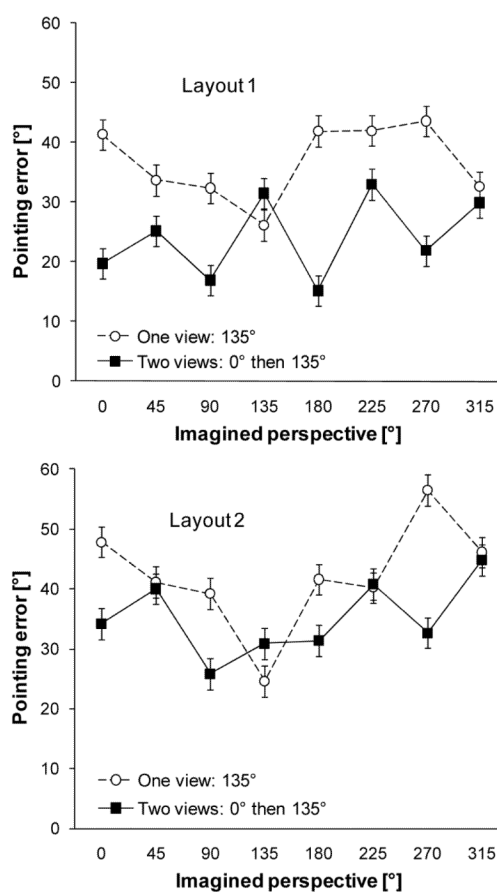 60
50
40
30
20
10
0
Pointing error [°]
Layout 1
One view: 135°
Two views: 0° then 135°
0 45 90 135 180 225 270 315
Imagined perspective [°]
60
50
40
30
20
10
0
Pointing error [°]
Layout 2
One view: 135°
Two views: 0° then 135°
0 45 90 135 180 225 270 315
Imagined perspective [°]